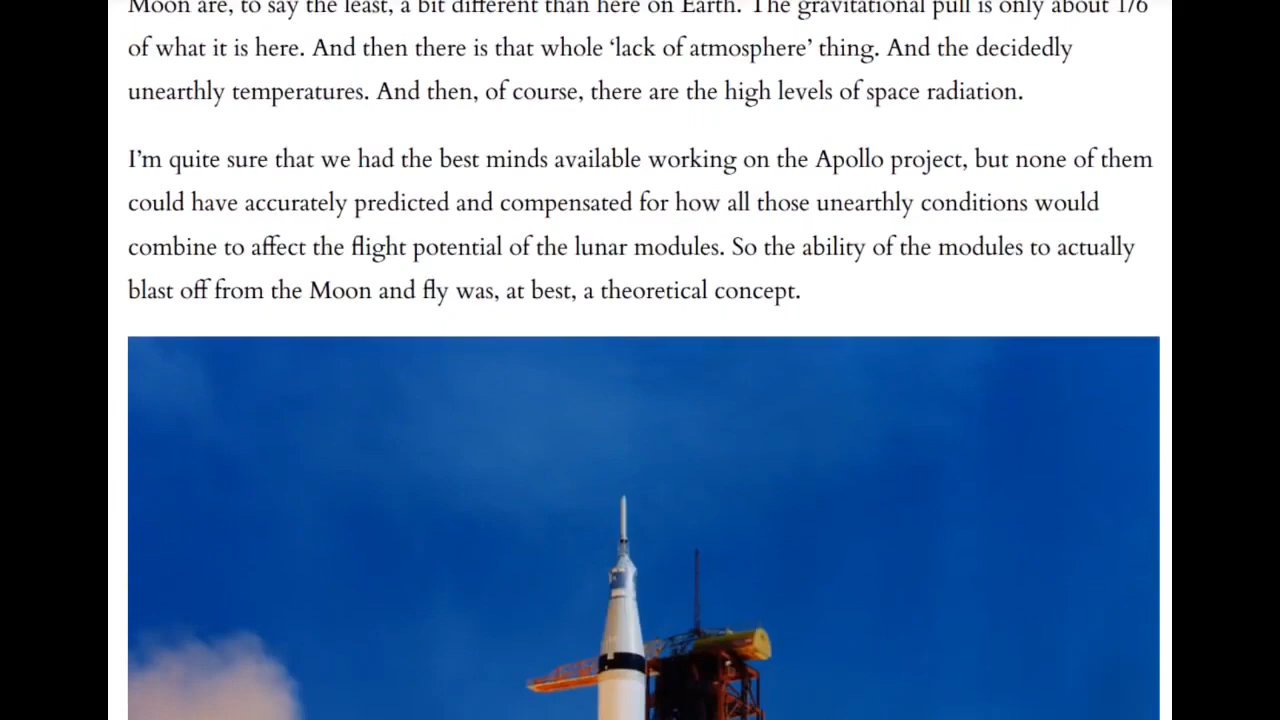 Moon are, to say the least, a bit different than here on Earth. The gravitational pull is only about 1/6
of what it is here. And then there is that whole ‘lack of atmosphere’ thing. And the decidedly
unearthly temperatures. And then, of course, there are the high levels of space radiation.
I’m quite sure that we had the best minds available working on the Apollo project, but none of them
could have accurately predicted and compensated for how all those unearthly conditions would
combine to affect the flight potential of the lunar modules. So the ability of the modules to actually
blast off from the Moon and fly was, at best, a theoretical concept.